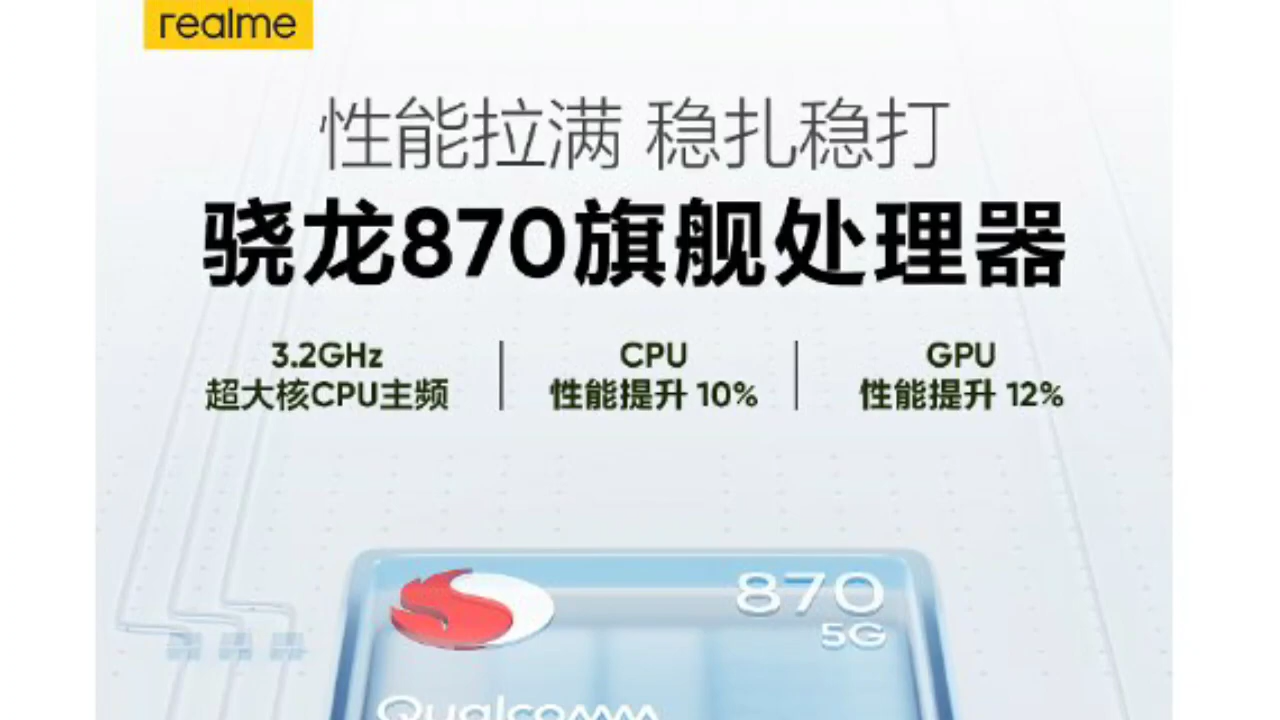 realme
性能拉满 稳扎稳打
骁龙870旗舰处理器
3.2GHz
超大核CPU主频
CPU
性能提升 10%
GPU
性能提升 12%
870
5G
Qualcomm